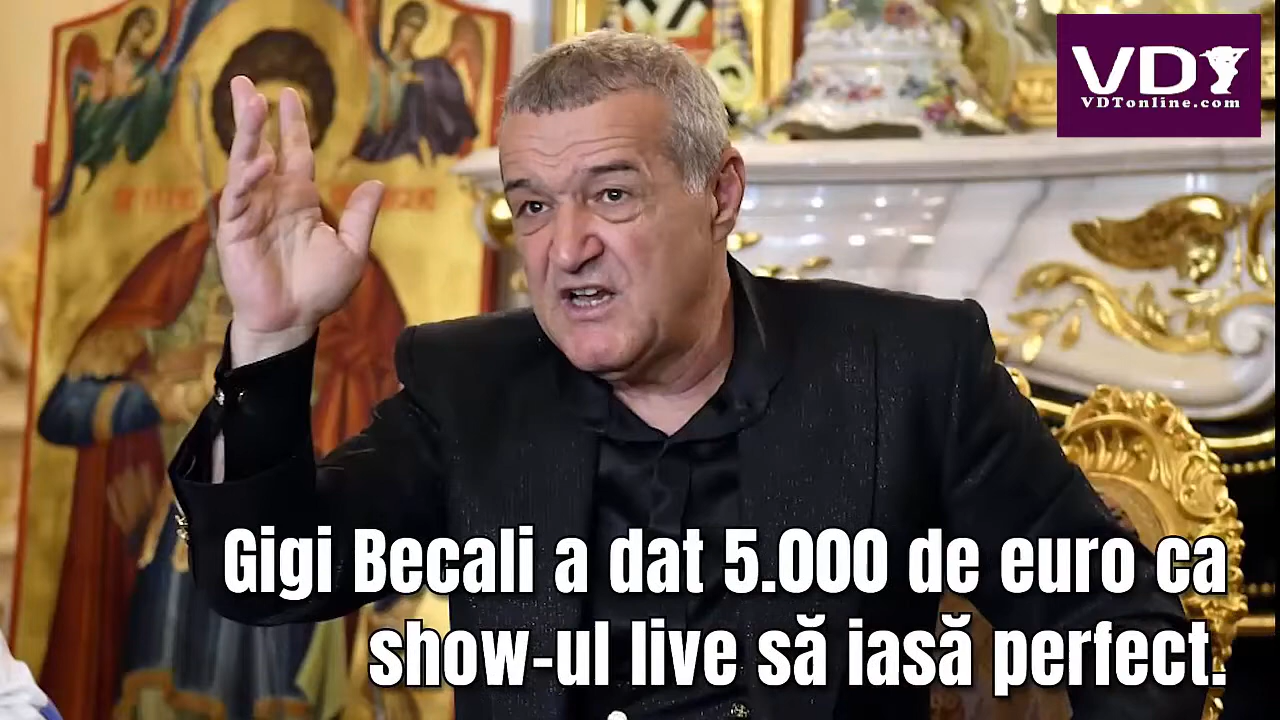 VDT
VDTonline.com
Gigi Becali a dat 5.000 de euro ca
show-ul live să iasă perfect.